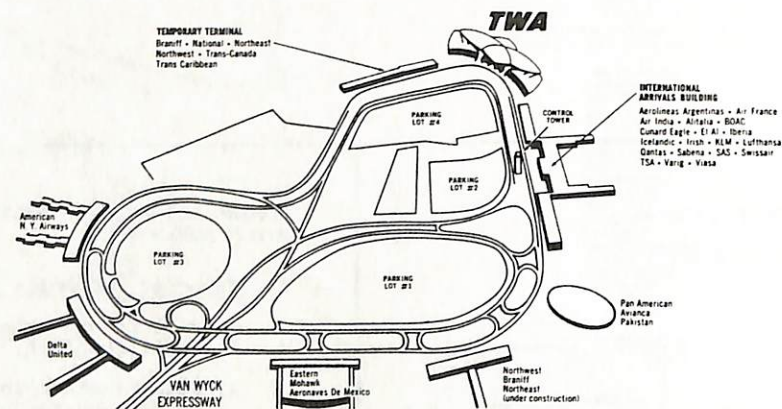 TWA
TEMPORARY TERMINAL
Braniff • National • Northeast
Northwest • Trans-Canada
Trans Caribbean
INTERNATIONAL
ARRIVALS BUILDING
Aerolineas Argentinas • Air France
Air India • Alitalia • BOAC
Cunard Eagle • El Al • Iberia
Icelandic • Irish • KLM • Lufthansa
Qantas • Sabena • SAS • Swissair
TSA • Varig • Viasa
CONTROL
TOWER
PARKING
LOT #4
PARKING
LOT #2
American
N.Y. Airways
PARKING
LOT #3
PARKING
LOT #1
Pan American
Avianca
Pakistan
Delta
United
VAN WYCK
EXPRESSWAY
Eastern
Mohawk
Aeronaves De Mexico
Northwest
Braniff
Northeast
(under construction)